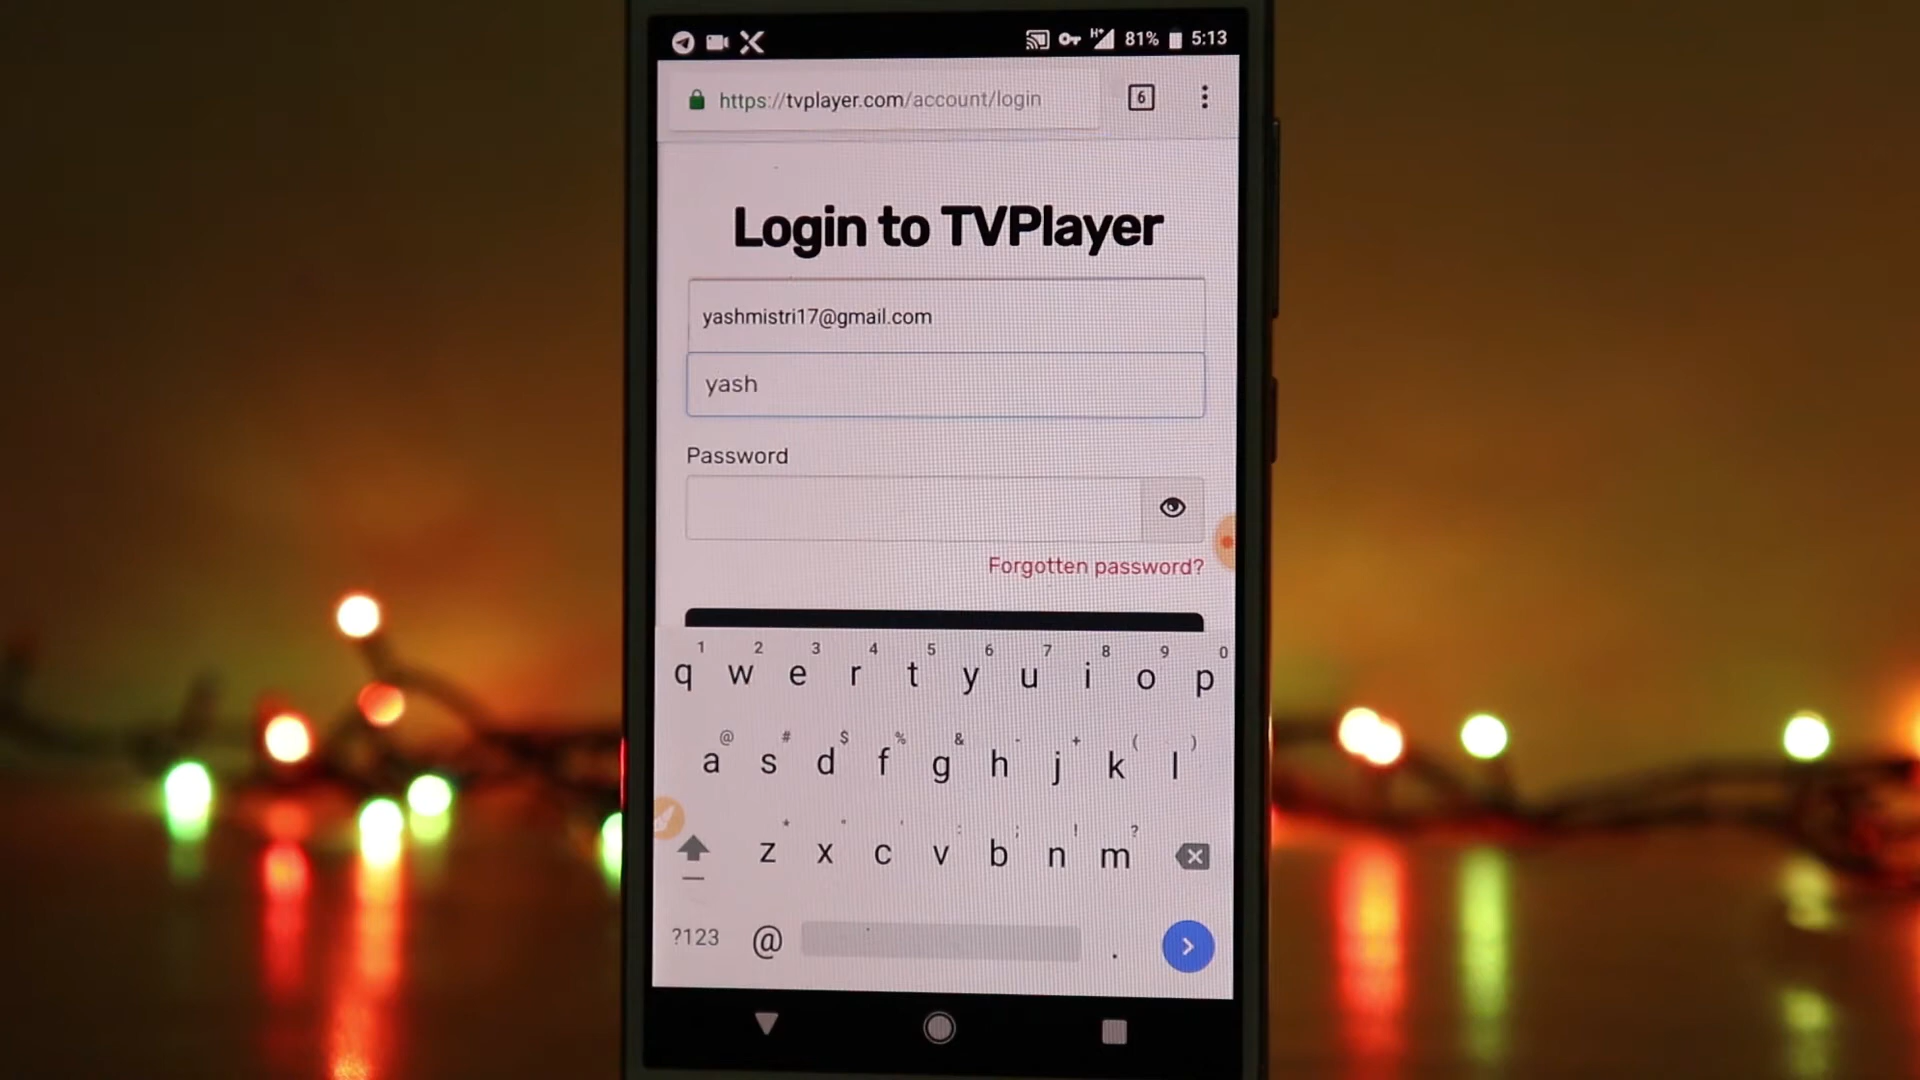 H+ 81% 5:13
https://tvplayer.com/account/login 6
Login to TVPlayer
yashmistri17@gmail.com
yash
Password
Forgotten password?
1 2 3 4 5 6 7 8 9 0
q w e r t y u i o p
@ # $ % & - + ( )
a s d f g h j k l
* " ' : ; ! ?
z x c v b n m
?123 @ .